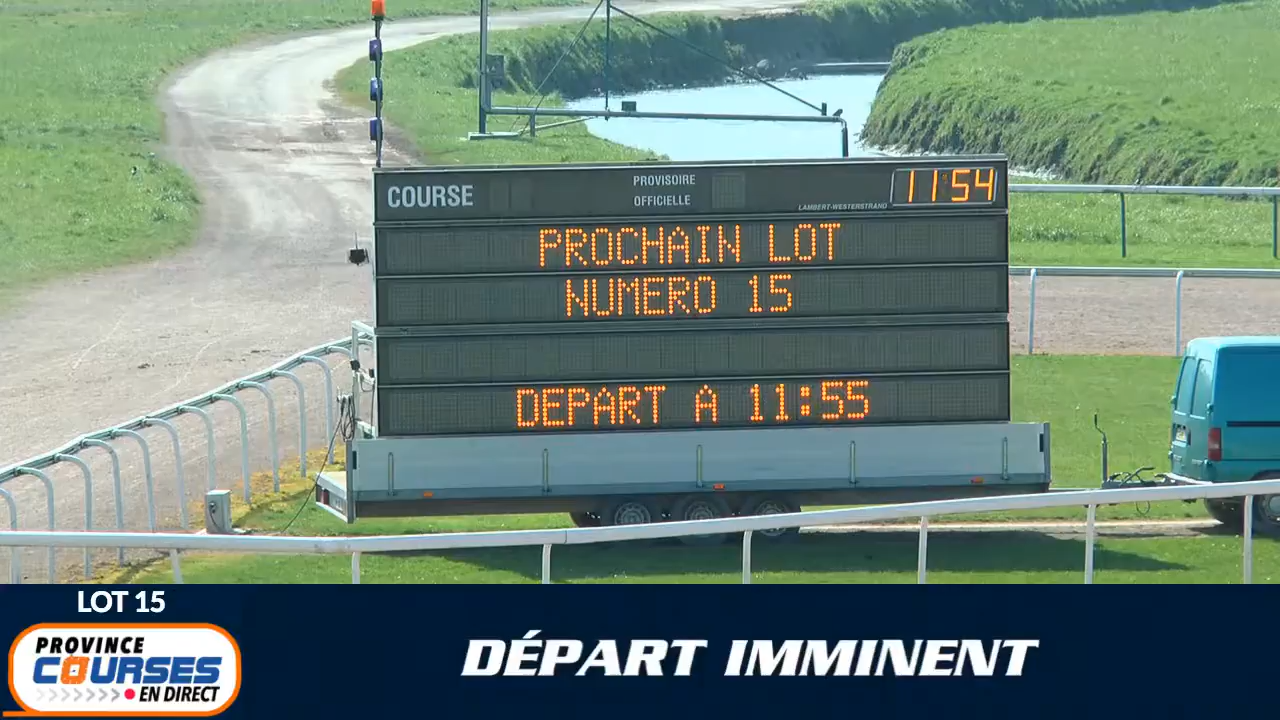 COURSE
PROVISOIRE
OFFICIELLE
LAMBERT-WESTERSTRAND
11:54
PROCHAIN LOT
NUMERO 15
DEPART A 11:55
LOT 15
PROVINCE
COURSES
EN DIRECT
DÉPART IMMINENT